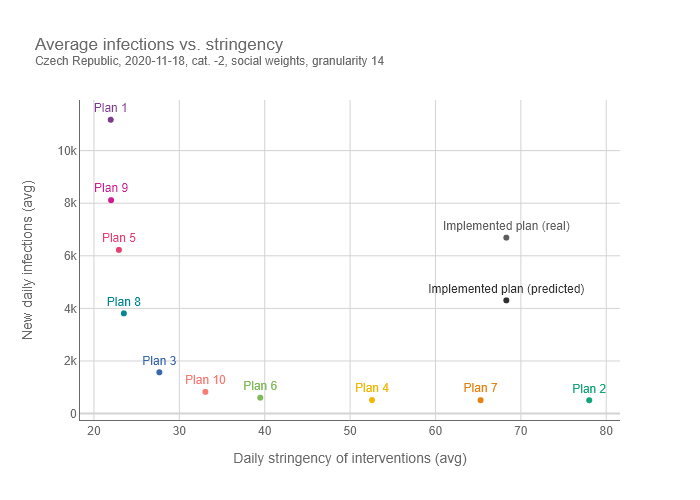 Average infections vs. stringency
Czech Republic, 2020-11-18, cat. -2, social weights, granularity 14
New daily infections (avg)
10k
8k
6k
4k
2k
0
Plan 1
Plan 9
Plan 5
Implemented plan (real)
Implemented plan (predicted)
Plan 8
Plan 3
Plan 10
Plan 6
Plan 4
Plan 7
Plan 2
20
30
40
50
60
70
80
Daily stringency of interventions (avg)